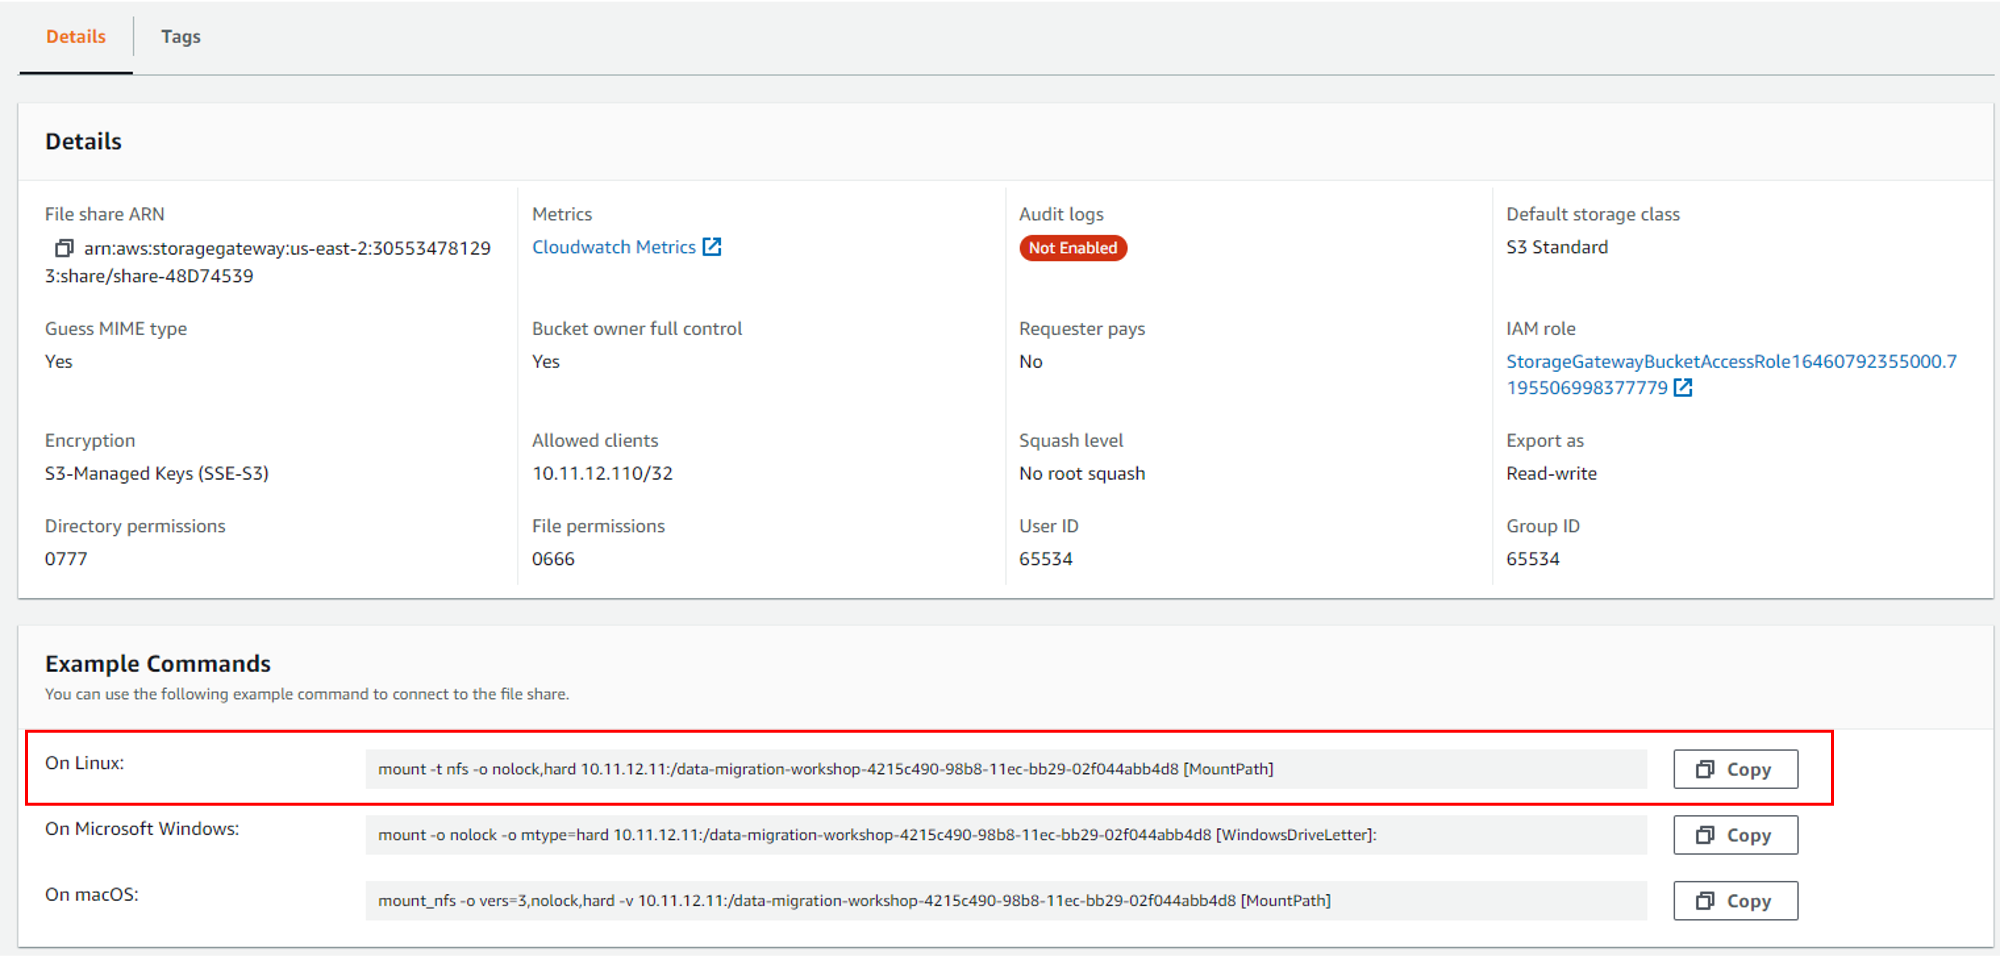 Details
Tags
Details
File share ARN
arn:aws:storagegateway:us-east-2:30553478129
3:share/share-48D74539
Metrics
Cloudwatch Metrics
Audit logs
Not Enabled
Default storage class
S3 Standard
Guess MIME type
Yes
Bucket owner full control
Yes
Requester pays
No
IAM role
StorageGatewayBucketAccessRole16460792355000.7
195506998377779
Encryption
S3-Managed Keys (SSE-S3)
Allowed clients
10.11.12.110/32
Squash level
No root squash
Export as
Read-write
Directory permissions
0777
File permissions
0666
User ID
65534
Group ID
65534
Example Commands
You can use the following example command to connect to the file share.
On Linux:
mount -t nfs -o nolock,hard 10.11.12.11:/data-migration-workshop-4215c490-98b8-11ec-bb29-02f044abb4d8 [MountPath]
Copy
On Microsoft Windows:
mount -o nolock -o mtype=hard 10.11.12.11:/data-migration-workshop-4215c490-98b8-11ec-bb29-02f044abb4d8 [WindowsDriveLetter]:
Copy
On macOS:
mount_nfs -o vers=3,nolock,hard -v 10.11.12.11:/data-migration-workshop-4215c490-98b8-11ec-bb29-02f044abb4d8 [MountPath]
Copy